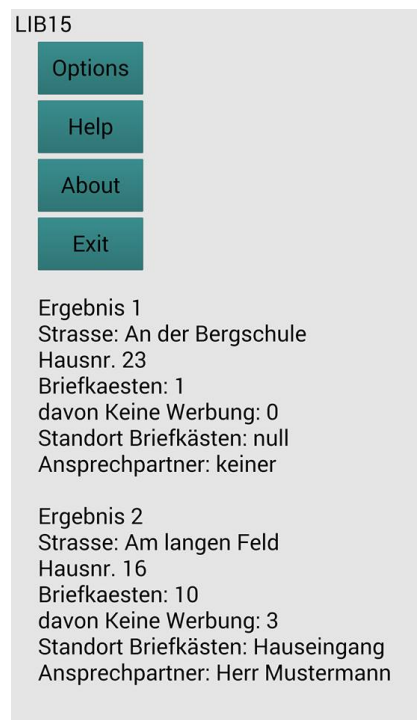 LIB15
Options
Help
About
Exit
Ergebnis 1
Strasse: An der Bergschule
Hausnr. 23
Briefkaesten: 1
davon Keine Werbung: 0
Standort Briefkästen: null
Ansprechpartner: keiner
Ergebnis 2
Strasse: Am langen Feld
Hausnr. 16
Briefkaesten: 10
davon Keine Werbung: 3
Standort Briefkästen: Hauseingang
Ansprechpartner: Herr Mustermann